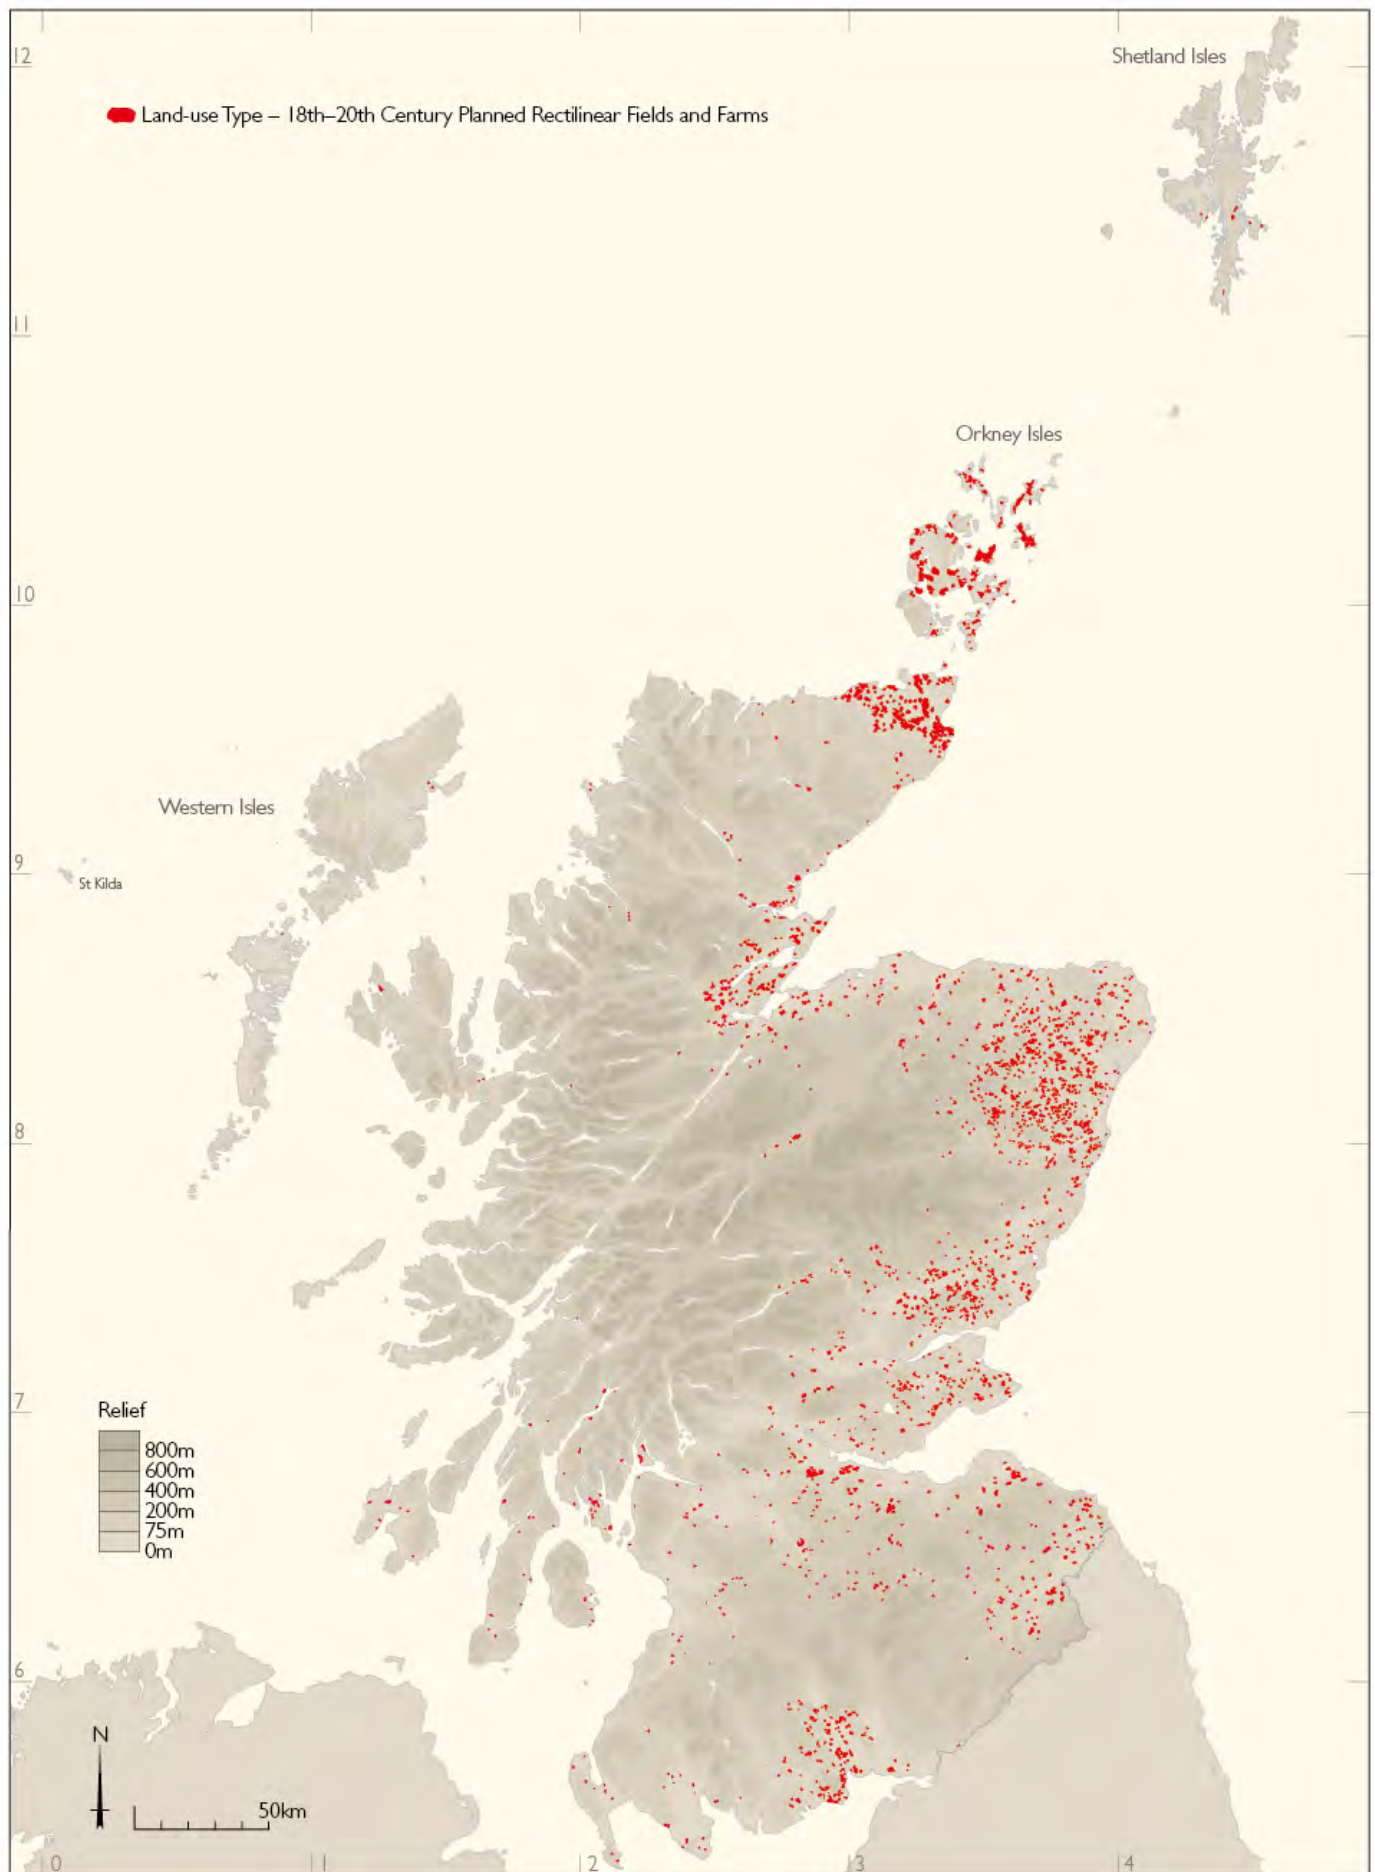 12
Shetland Isles
Land-use Type – 18th–20th Century Planned Rectilinear Fields and Farms
11
Orkney Isles
10
Western Isles
9
St Kilda
8
7
Relief
800m
600m
400m
200m
75m
0m
6
N
50km
0
1
2
3
4